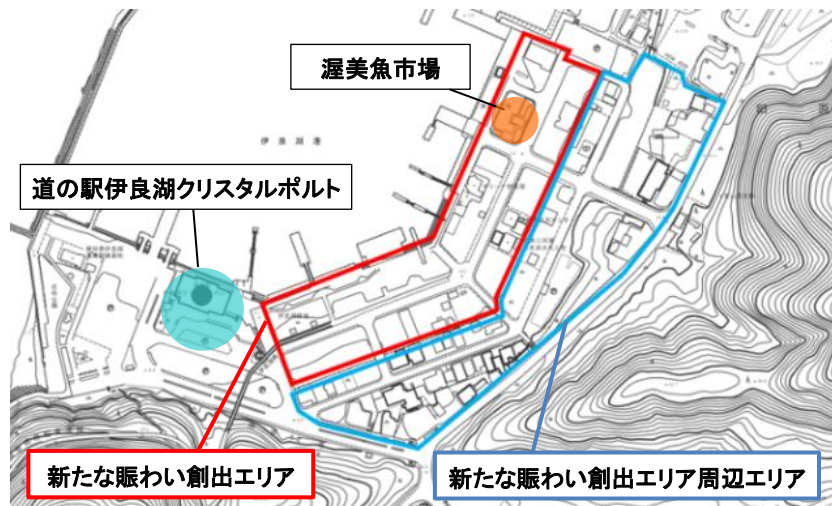 渥美魚市場
伊良湖港
道の駅伊良湖クリスタルポルト
新たな賑わい創出エリア
新たな賑わい創出エリア周辺エリア